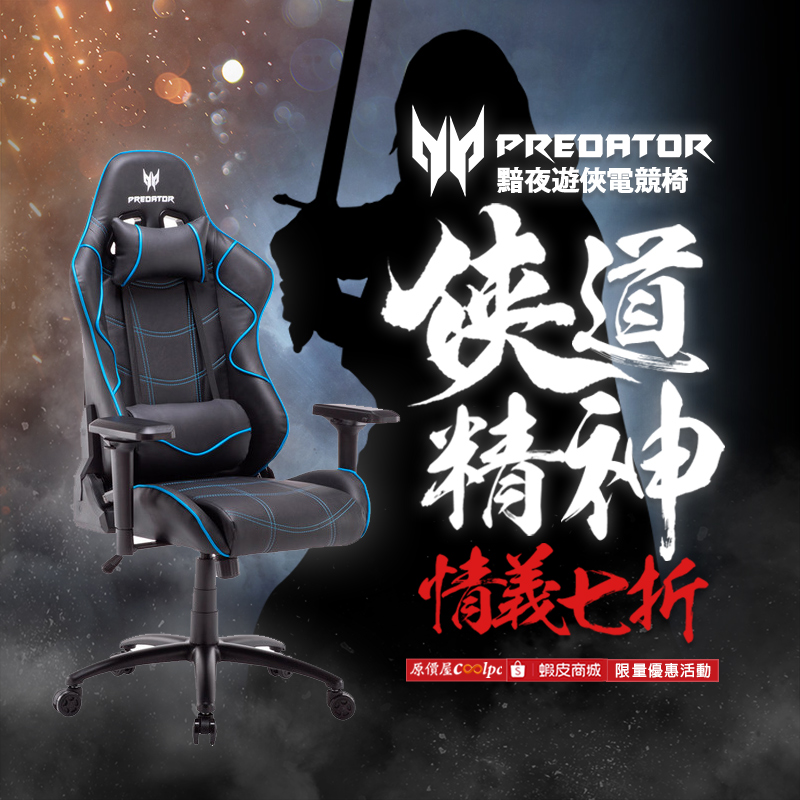 PREDATOR
PREDATOR
黯夜遊俠電競椅
俠道
精神
情義七折
原價屋coolpc 蝦皮商城 限量優惠活動